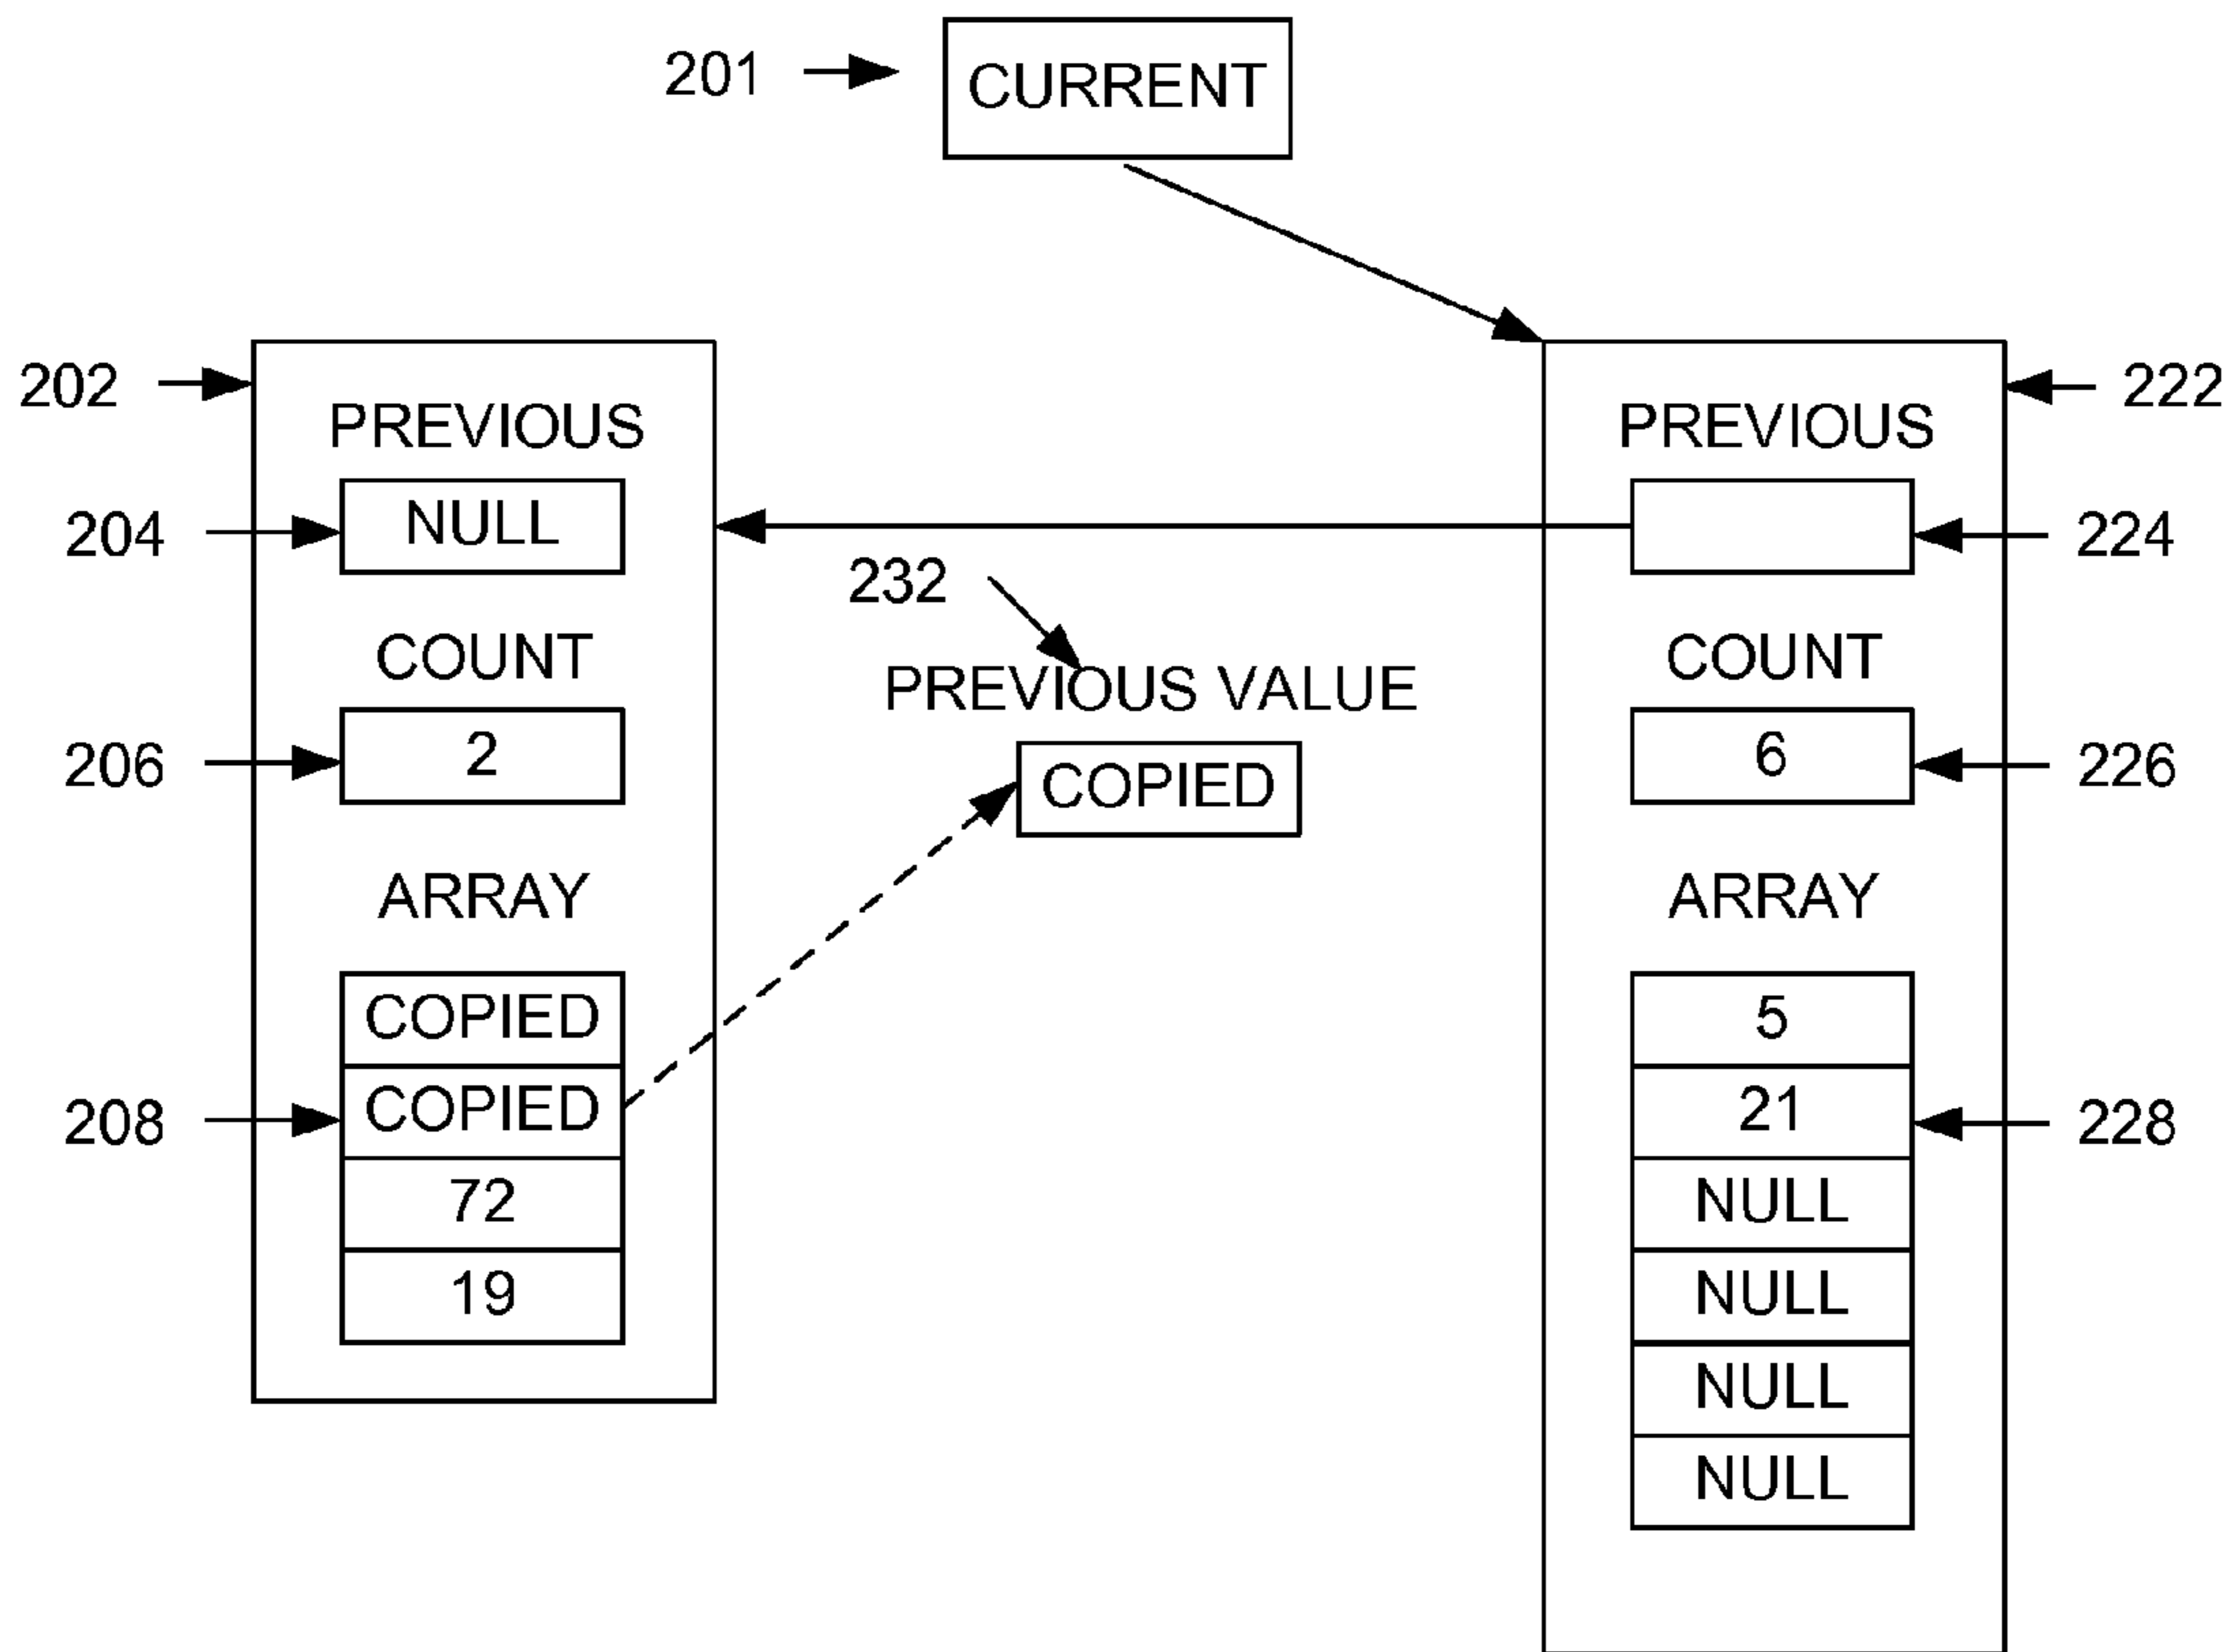 201
CURRENT
202
PREVIOUS
204
NULL
COUNT
206
2
ARRAY
COPIED
208
COPIED
72
19
232
PREVIOUS VALUE
COPIED
222
PREVIOUS
224
COUNT
6
226
ARRAY
5
21
228
NULL
NULL
NULL
NULL